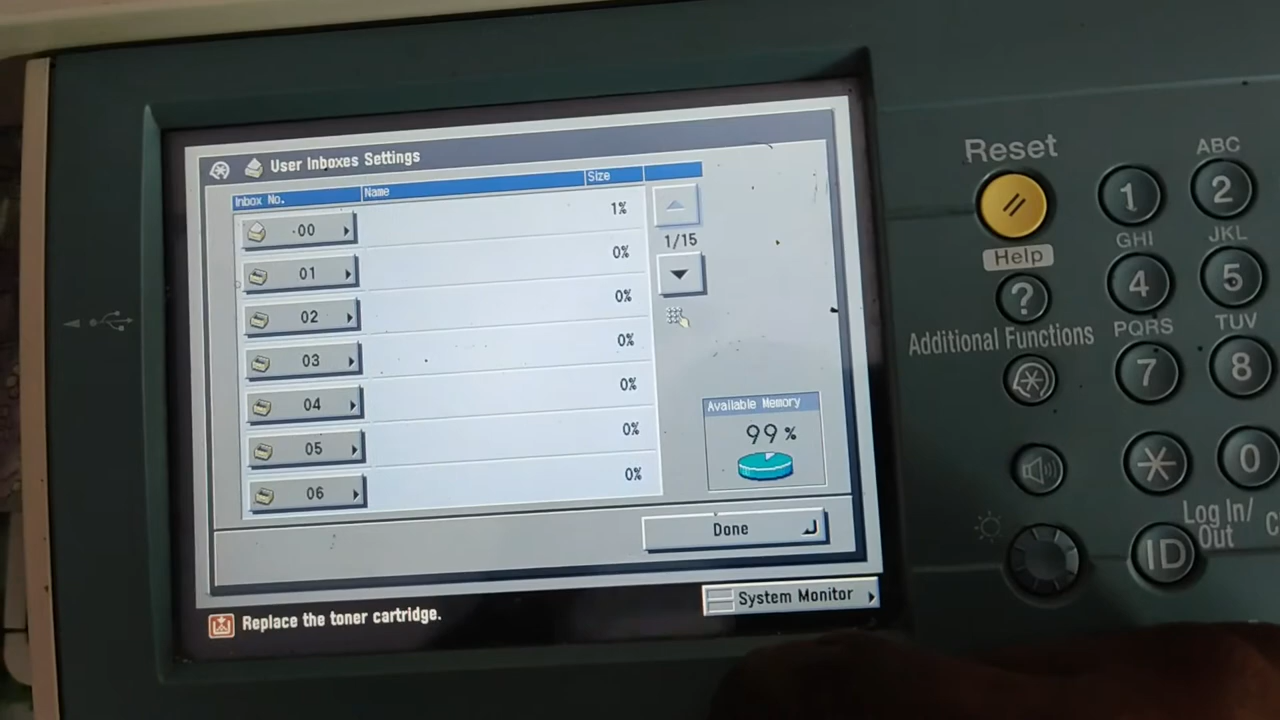 User Inboxes Settings
Inbox No. Name Size
00 1%
01 0%
02 0%
03 0%
04 0%
05 0%
06 0%
1/15
Available Memory
99%
Done
System Monitor
Replace the toner cartridge.
Reset
Help
?
Additional Functions
ABC
1 2
GHI JKL
4 5
PQRS TUV
7 8
* 0
Log In/
Out
ID
C